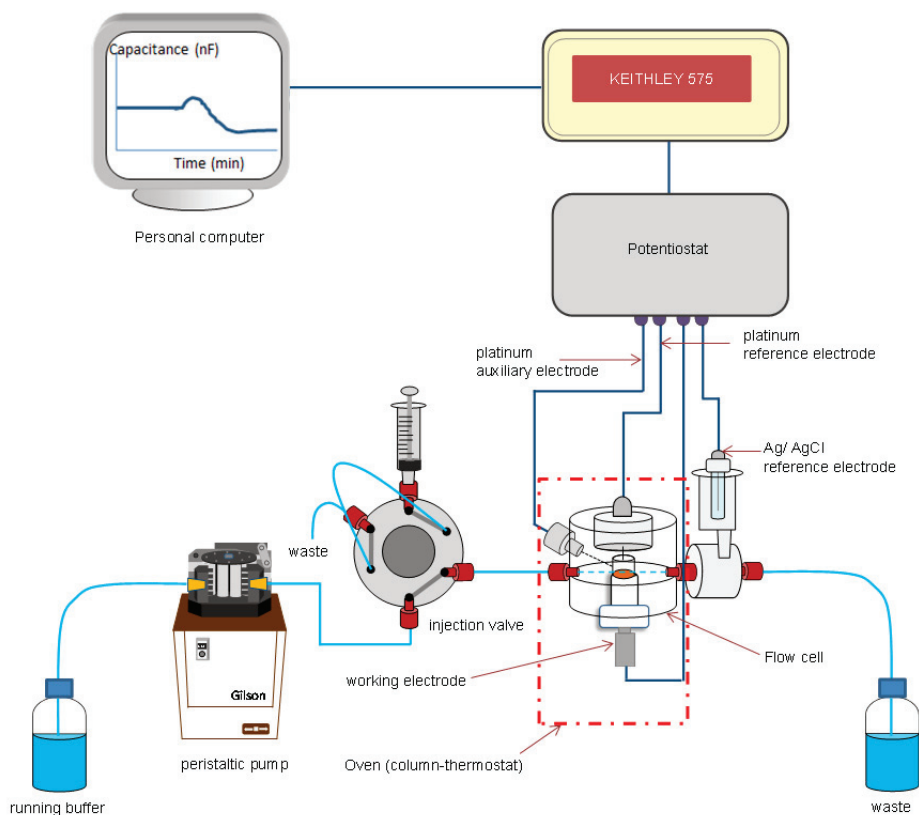 Capacitance (nF)
Time (min)
KEITHLEY 575
Personal computer
Potentiostat
platinum
auxiliary electrode
platinum
reference electrode
Ag/ AgCl
reference electrode
waste
injection valve
working electrode
Flow cell
Gilson
peristaltic pump
Oven (column-thermostat)
running buffer
waste